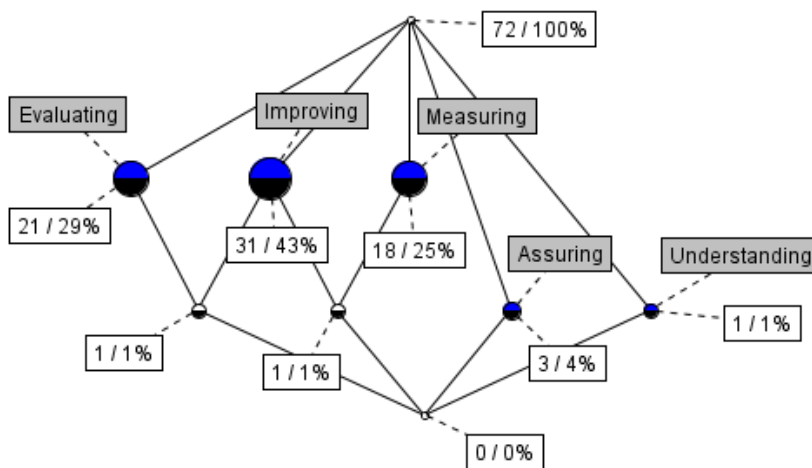 72 / 100%
Evaluating
Improving
Measuring
21 / 29%
31 / 43%
18 / 25%
Assuring
Understanding
1 / 1%
1 / 1%
3 / 4%
1 / 1%
0 / 0%